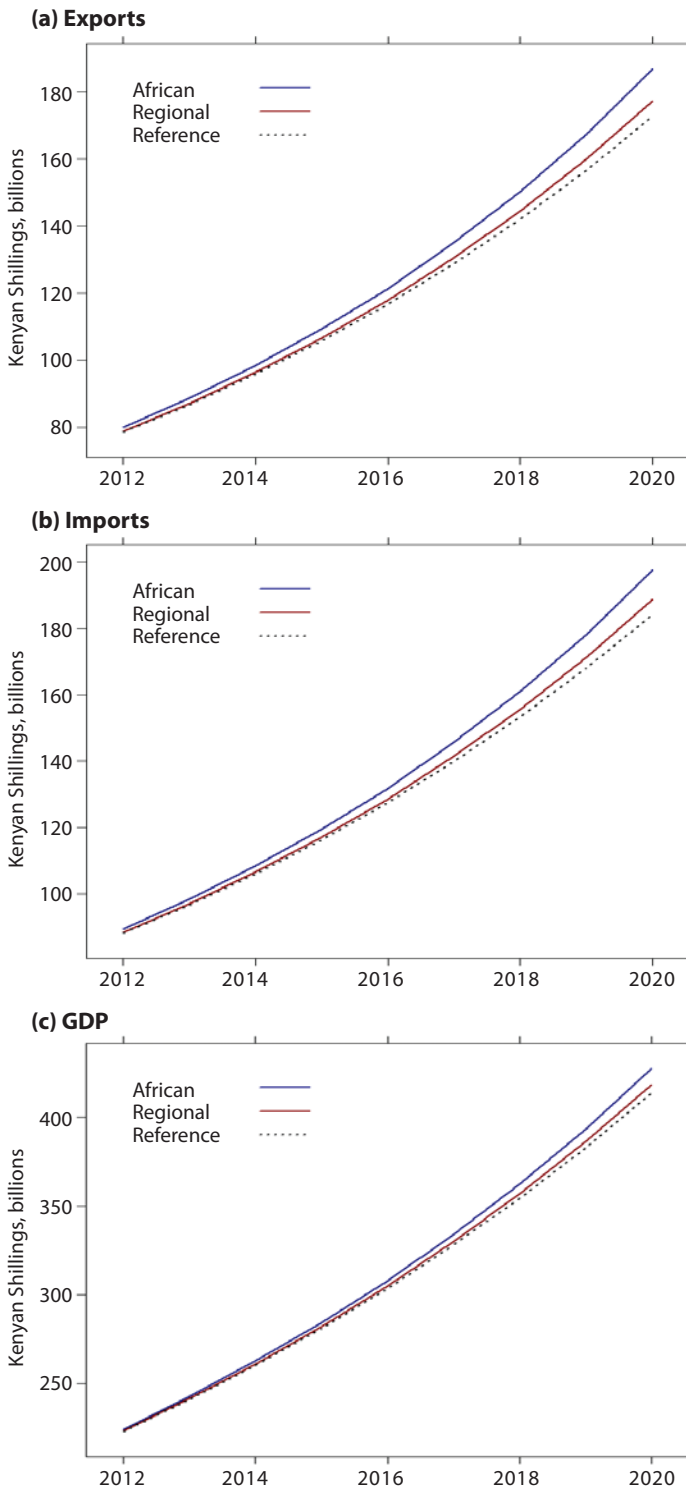 (a) Exports
African
Regional
Reference
Kenyan Shillings, billions
180
160
140
120
100
80
2012 2014 2016 2018 2020
(b) Imports
African
Regional
Reference
Kenyan Shillings, billions
200
180
160
140
120
100
2012 2014 2016 2018 2020
(c) GDP
African
Regional
Reference
Kenyan Shillings, billions
400
350
300
250
2012 2014 2016 2018 2020